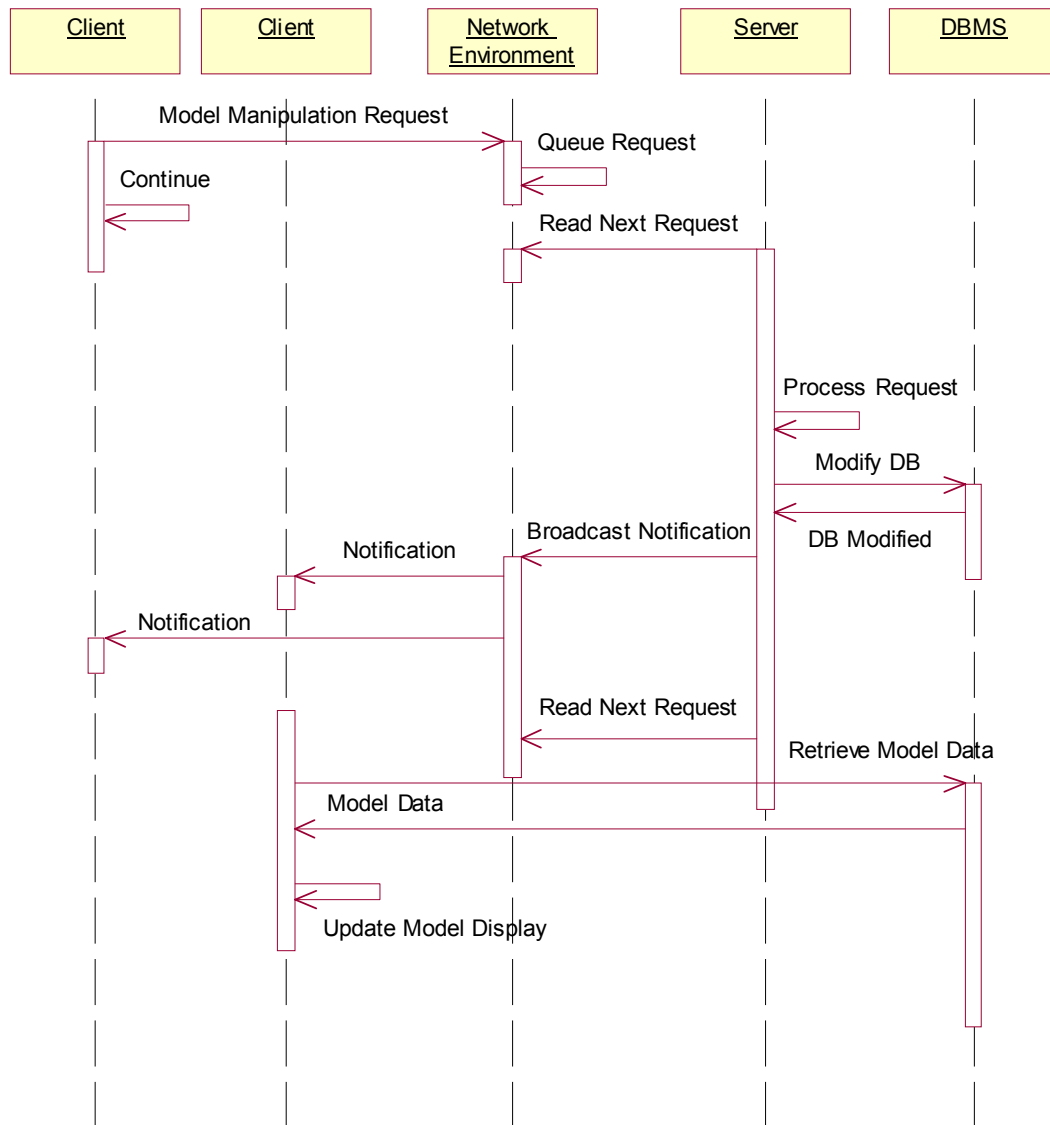 Client
Client
Network
Environment
Server
DBMS
Model Manipulation Request
Queue Request
Continue
Read Next Request
Process Request
Modify DB
Broadcast Notification
DB Modified
Notification
Notification
Read Next Request
Retrieve Model Data
Model Data
Update Model Display